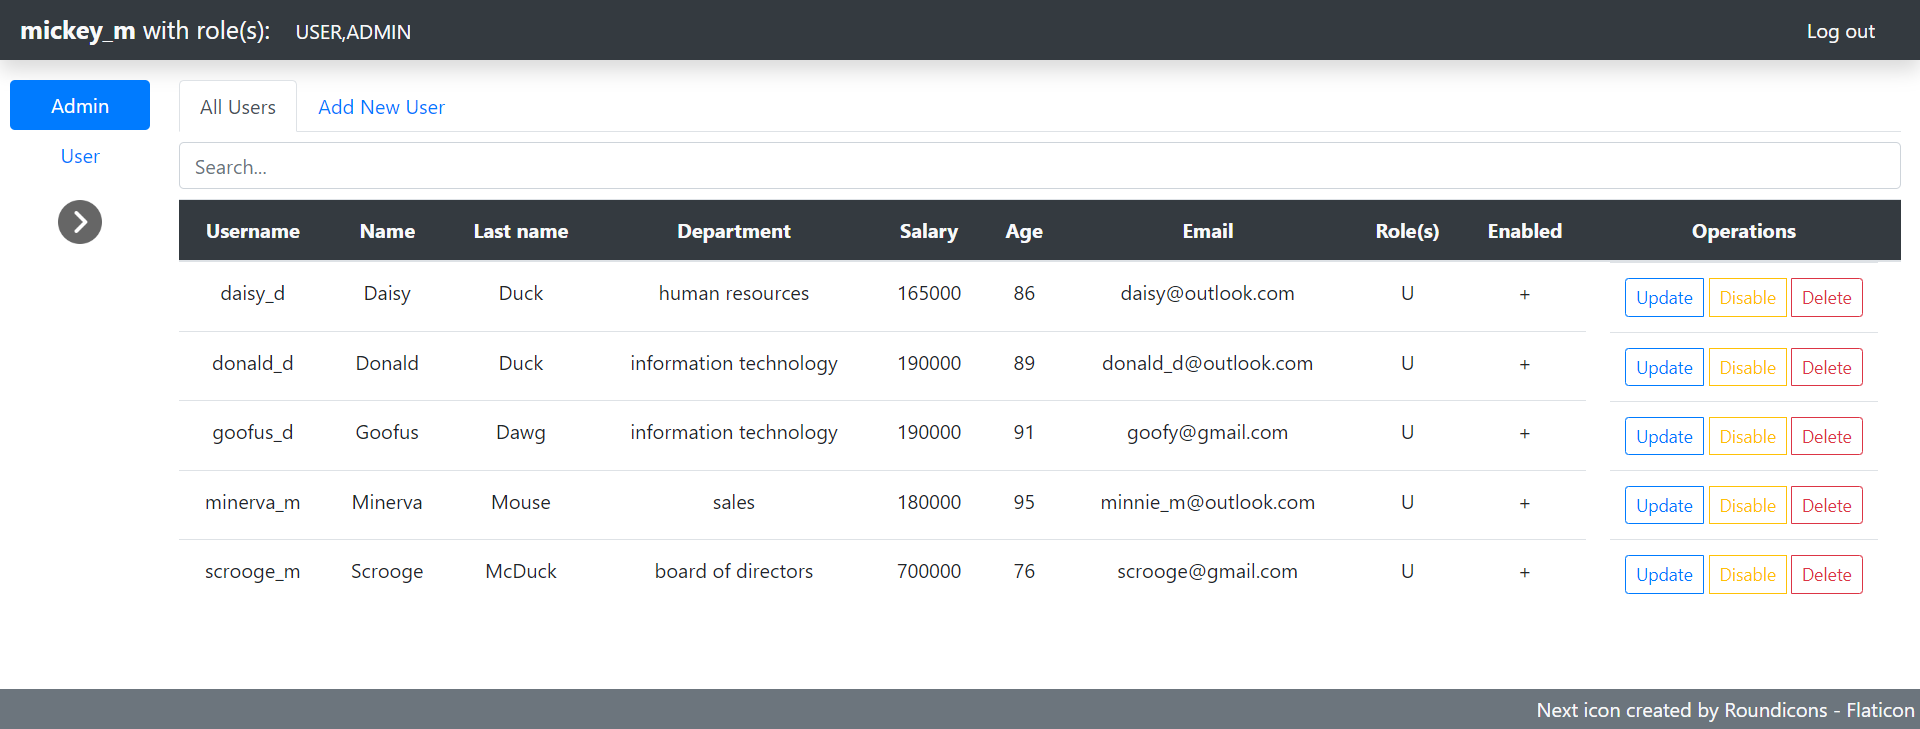 mickey_m with role(s): USER,ADMIN Log out
Admin
User
All Users Add New User
Search...
Username Name Last name Department Salary Age Email Role(s) Enabled Operations
daisy_d Daisy Duck human resources 165000 86 daisy@outlook.com U + Update Disable Delete
donald_d Donald Duck information technology 190000 89 donald_d@outlook.com U + Update Disable Delete
goofus_d Goofus Dawg information technology 190000 91 goofy@gmail.com U + Update Disable Delete
minerva_m Minerva Mouse sales 180000 95 minnie_m@outlook.com U + Update Disable Delete
scrooge_m Scrooge McDuck board of directors 700000 76 scrooge@gmail.com U + Update Disable Delete
Next icon created by Roundicons - Flaticon